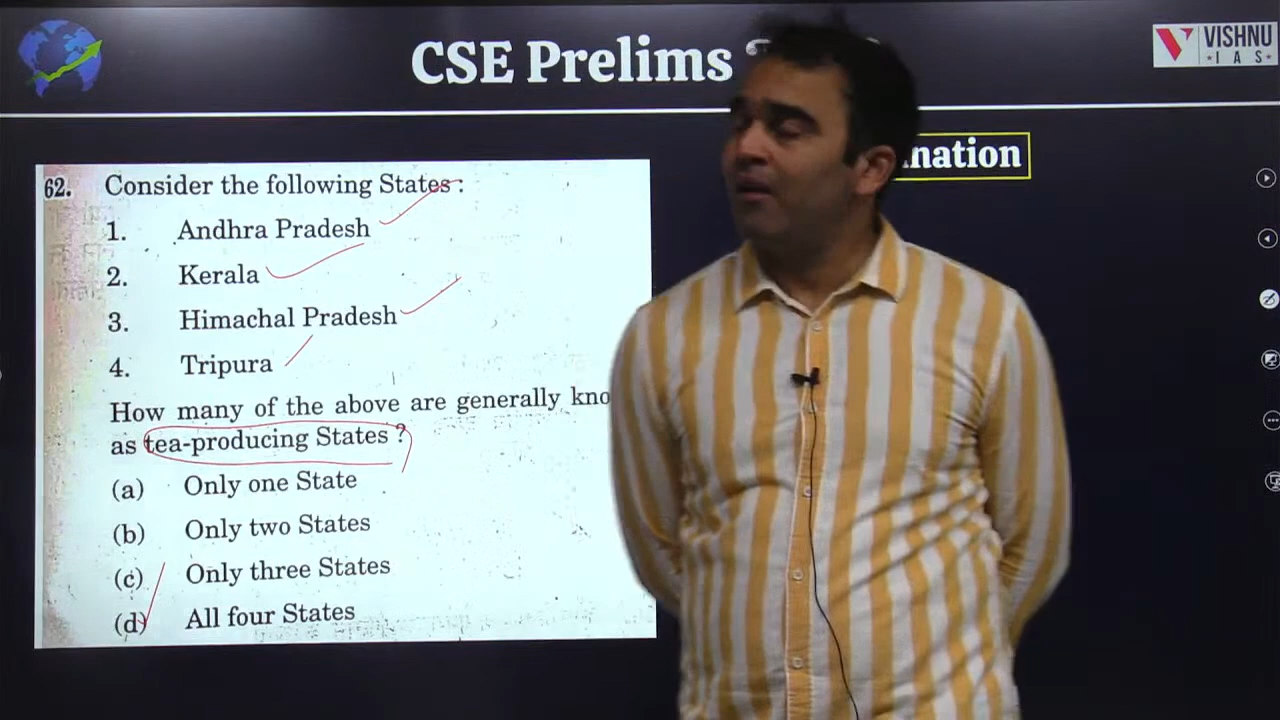 CSE Prelims
VISHNU
IAS
nation
62. Consider the following States :
1. Andhra Pradesh
2. Kerala
3. Himachal Pradesh
4. Tripura
How many of the above are generally kno
as tea-producing States ?
(a) Only one State
(b) Only two States
(c) Only three States
(d) All four States